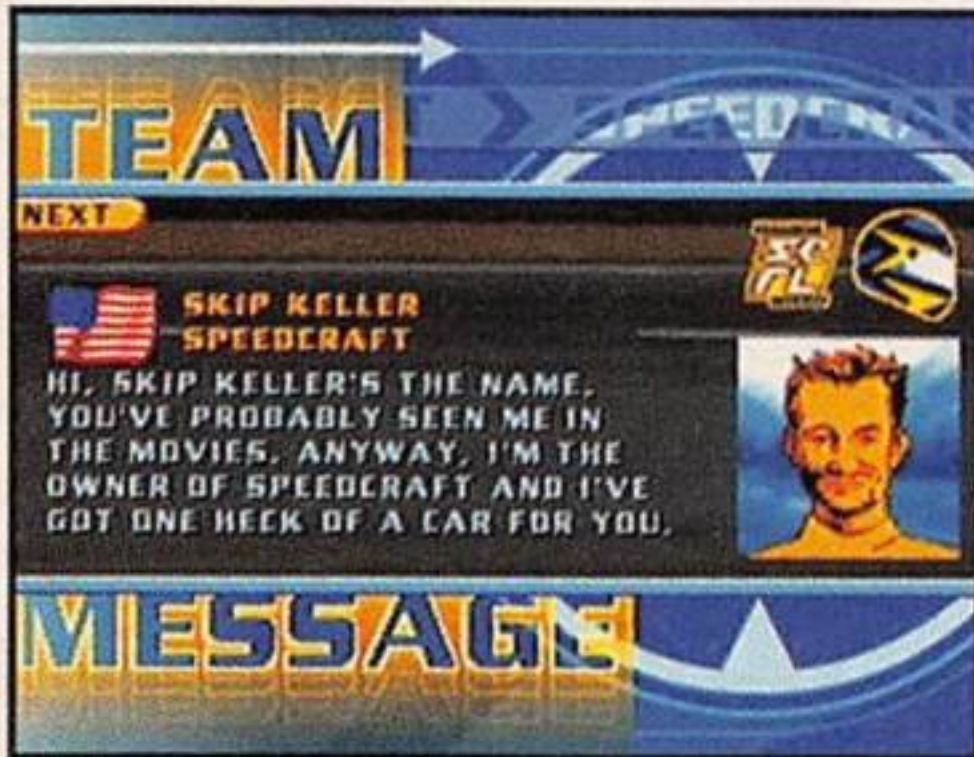 TEAM
SPEEDCRA
NEXT
SKIP KELLER
SPEEDCRAFT
HI, SKIP KELLER'S THE NAME.
YOU'VE PROBABLY SEEN ME IN
THE MOVIES. ANYWAY, I'M THE
OWNER OF SPEEDCRAFT AND I'VE
GOT ONE HECK OF A CAR FOR YOU.
MESSAGE